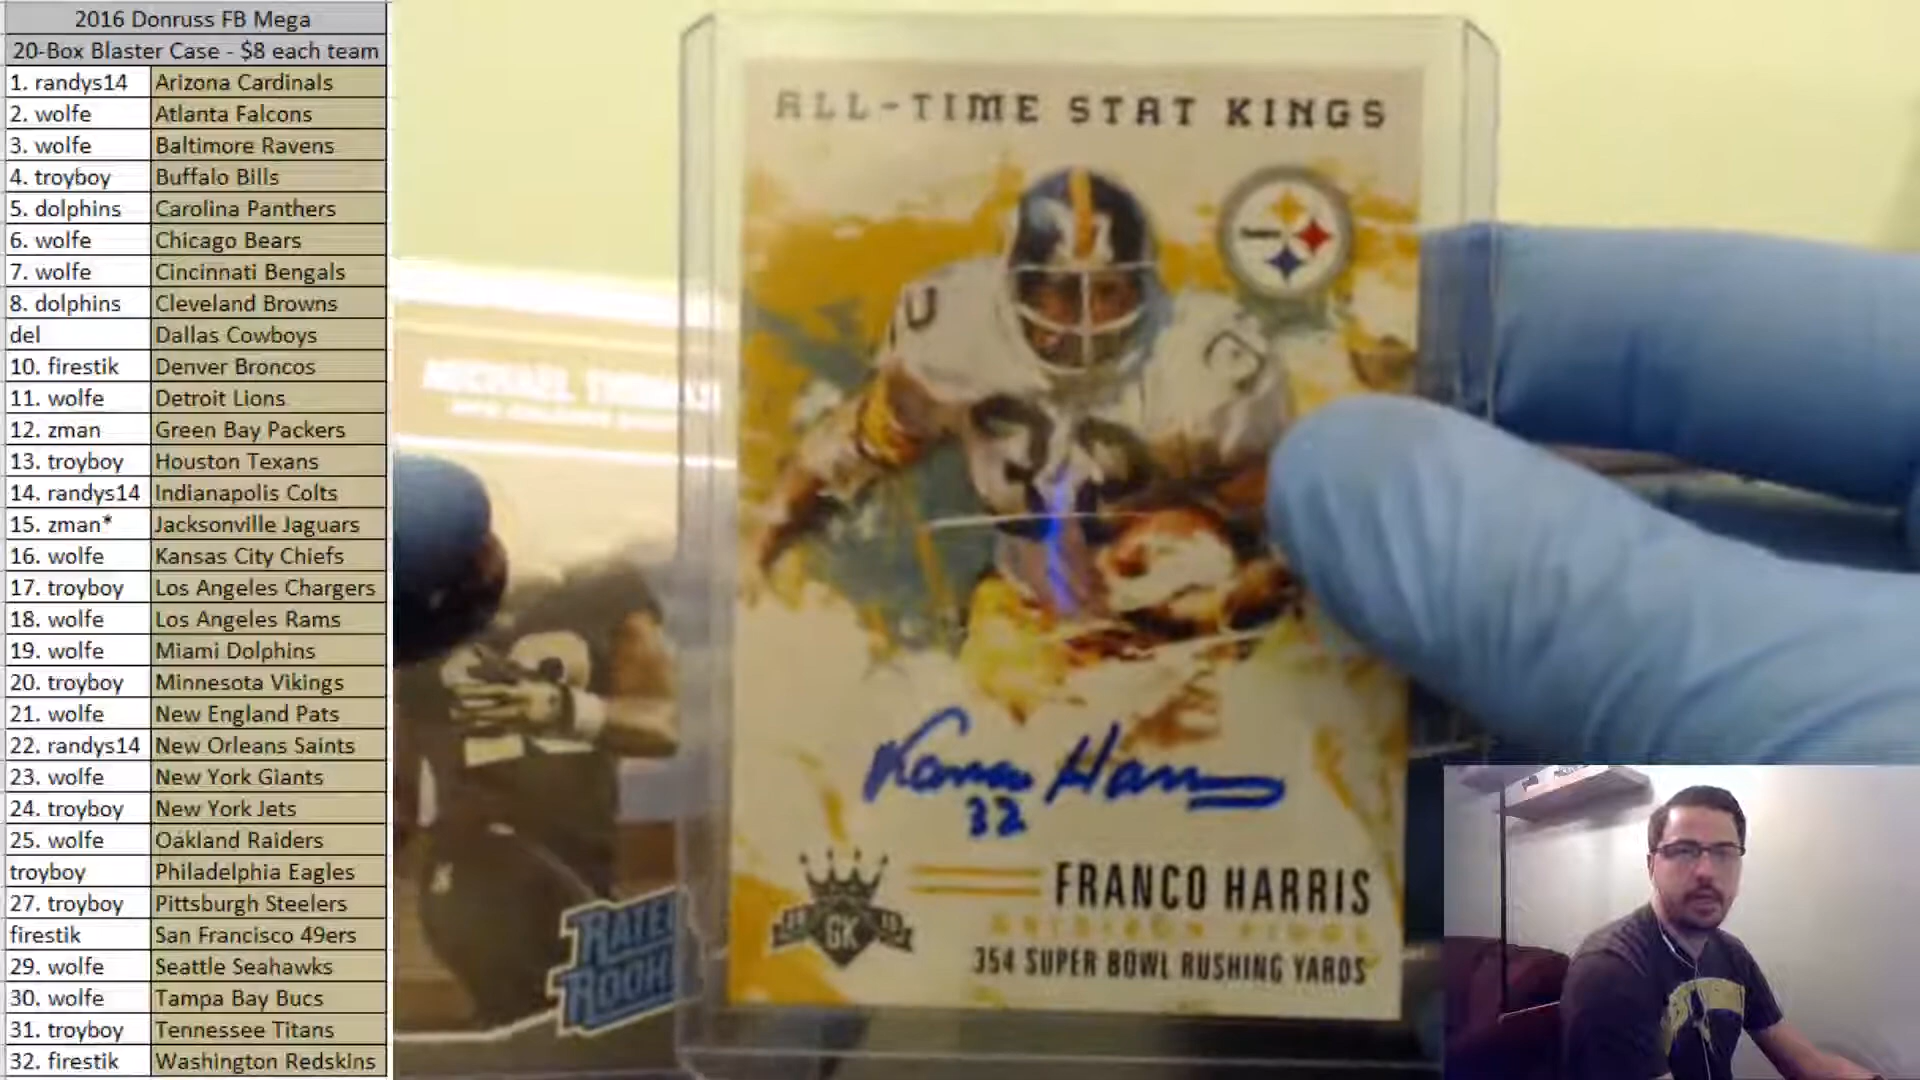 2016 Donruss FB Mega
20-Box Blaster Case - $8 each team
1. randys14 Arizona Cardinals
2. wolfe Atlanta Falcons
3. wolfe Baltimore Ravens
4. troyboy Buffalo Bills
5. dolphins Carolina Panthers
6. wolfe Chicago Bears
7. wolfe Cincinnati Bengals
8. dolphins Cleveland Browns
del Dallas Cowboys
10. firestik Denver Broncos
11. wolfe Detroit Lions
12. zman Green Bay Packers
13. troyboy Houston Texans
14. randys14 Indianapolis Colts
15. zman* Jacksonville Jaguars
16. wolfe Kansas City Chiefs
17. troyboy Los Angeles Chargers
18. wolfe Los Angeles Rams
19. wolfe Miami Dolphins
20. troyboy Minnesota Vikings
21. wolfe New England Pats
22. randys14 New Orleans Saints
23. wolfe New York Giants
24. troyboy New York Jets
25. wolfe Oakland Raiders
troyboy Philadelphia Eagles
27. troyboy Pittsburgh Steelers
firestik San Francisco 49ers
29. wolfe Seattle Seahawks
30. wolfe Tampa Bay Bucs
31. troyboy Tennessee Titans
32. firestik Washington Redskins
ALL-TIME STAT KINGS
MICHAEL THOMAS
Franco Harris
32
GK
FRANCO HARRIS
GRIDIRON KINGS
354 SUPER BOWL RUSHING YARDS
RATED
ROOKI